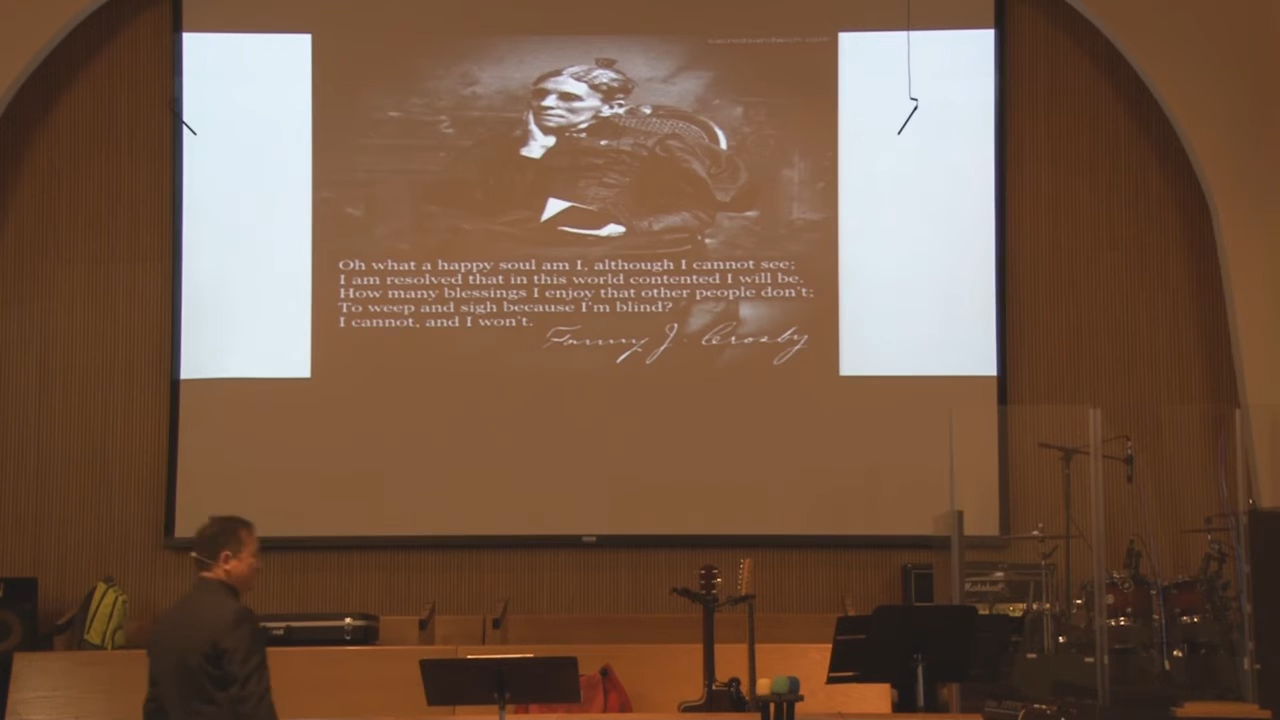 Oh what a happy soul am I, although I cannot see;
I am resolved that in this world contented I will be.
How many blessings I enjoy that other people don't;
To weep and sigh because I'm blind?
I cannot, and I won't.
Fanny J. Crosby